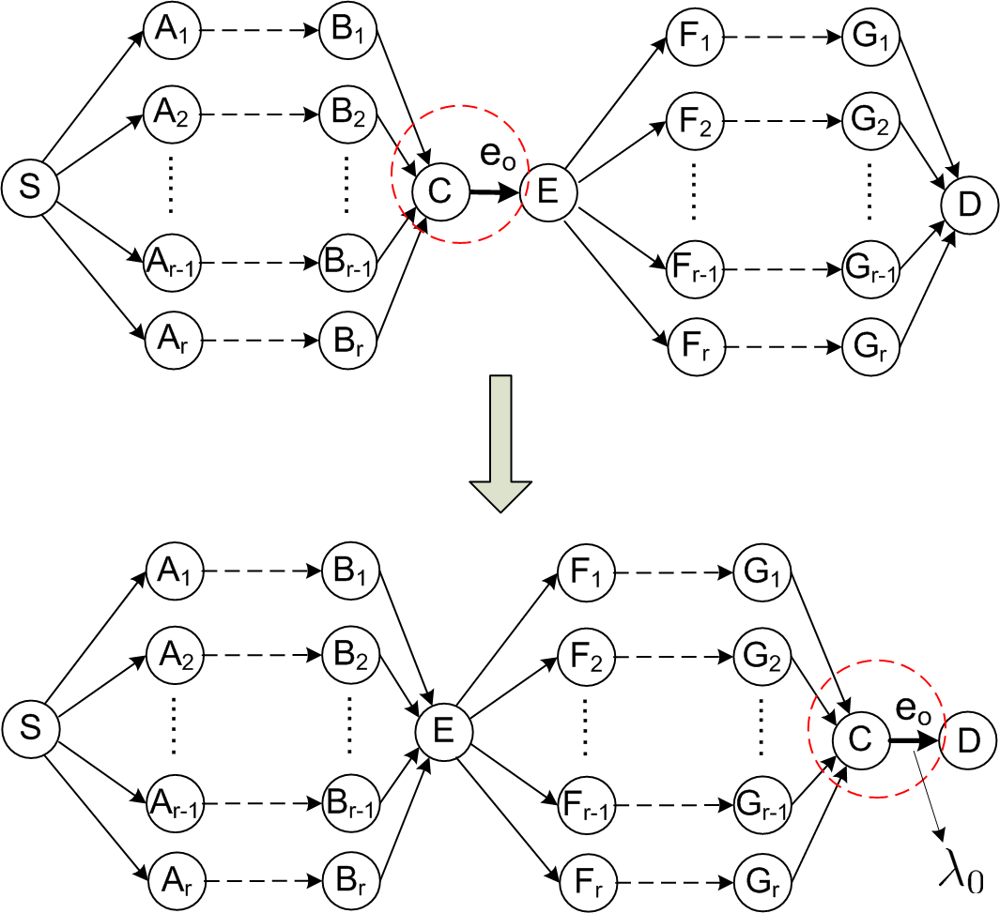 A₁ B₁ F₁ G₁
A₂ B₂ F₂ G₂
eₒ
S C E D
Aᵣ₋₁ Bᵣ₋₁ Fᵣ₋₁ Gᵣ₋₁
Aᵣ Bᵣ Fᵣ Gᵣ
A₁ B₁ F₁ G₁
A₂ B₂ F₂ G₂
eₒ
S E C D
Aᵣ₋₁ Bᵣ₋₁ Fᵣ₋₁ Gᵣ₋₁
Aᵣ Bᵣ Fᵣ Gᵣ
λ₀